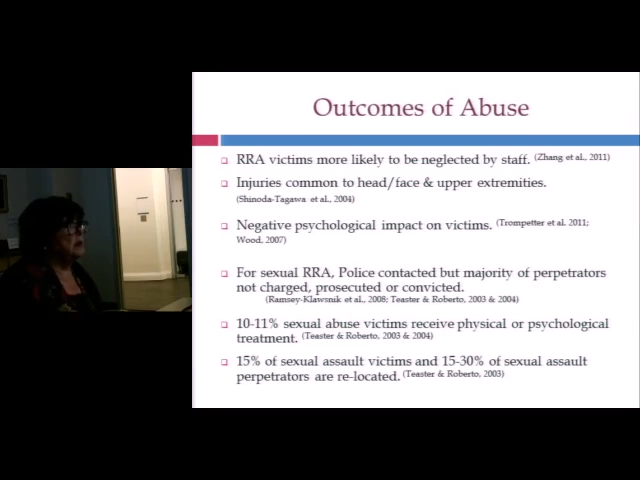 Outcomes of Abuse
RRA victims more likely to be neglected by staff. (Zhang et al., 2011)
Injuries common to head/face & upper extremities.
(Shinoda-Tagawa et al., 2004)
Negative psychological impact on victims. (Trompetter et al. 2011;
Wood, 2007)
For sexual RRA, Police contacted but majority of perpetrators
not charged, prosecuted or convicted.
(Ramsey-Klawsnik et al., 2008; Teaster & Roberto, 2003 & 2004)
10-11% sexual abuse victims receive physical or psychological
treatment. (Teaster & Roberto, 2003 & 2004)
15% of sexual assault victims and 15-30% of sexual assault
perpetrators are re-located. (Teaster & Roberto, 2003)